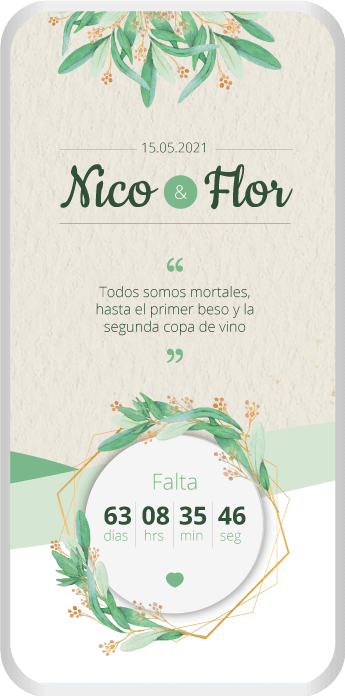 15.05.2021
Nico & Flor
“
Todos somos mortales,
hasta el primer beso y la
segunda copa de vino
”
Falta
63 08 35 46
días hrs min seg